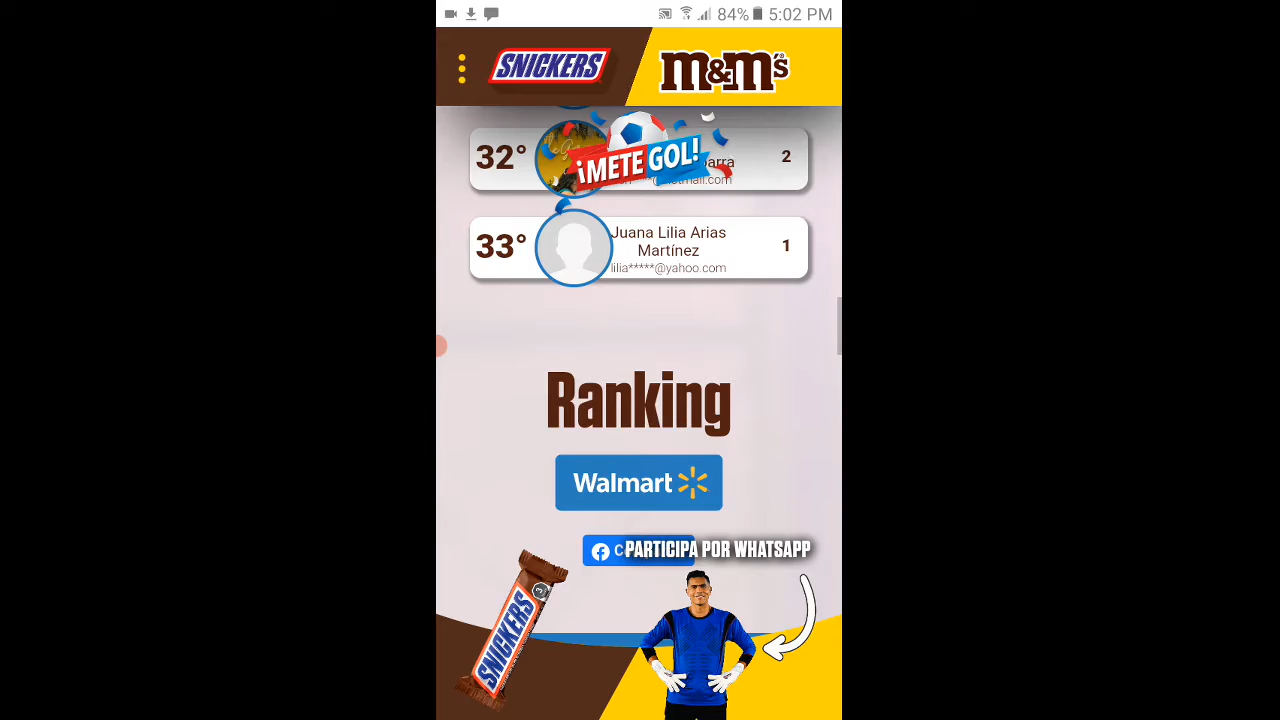 84% 5:02 PM
SNICKERS
m&m's
¡METE GOL!
32°
2
33°
Juana Lilia Arias
Martínez
lilia*****@yahoo.com
1
Ranking
Walmart
PARTICIPA POR WHATSAPP
SNICKERS